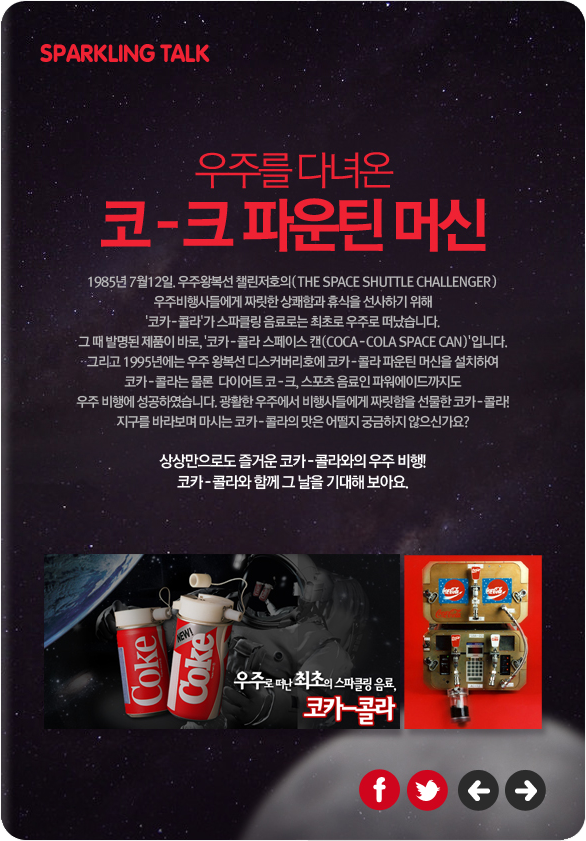 SPARKLING TALK
우주를 다녀온
코-크 파운틴 머신
1985년 7월12일. 우주왕복선 챌린저호의(THE SPACE SHUTTLE CHALLENGER)
우주비행사들에게 짜릿한 상쾌함과 휴식을 선사하기 위해
'코카-콜라'가 스파클링 음료로는 최초로 우주로 떠났습니다.
그 때 발명된 제품이 바로, '코카-콜라 스페이스 캔(COCA-COLA SPACE CAN)'입니다.
그리고 1995년에는 우주 왕복선 디스커버리호에 코카-콜라 파운틴 머신을 설치하여
코카-콜라는 물론 다이어트 코-크, 스포츠 음료인 파워에이드까지도
우주 비행에 성공하였습니다. 광활한 우주에서 비행사들에게 짜릿함을 선물한 코카-콜라!
지구를 바라보며 마시는 코카-콜라의 맛은 어떨지 궁금하지 않으신가요?
상상만으로도 즐거운 코카-콜라와의 우주 비행!
코카-콜라와 함께 그 날을 기대해 보아요.
Coke
NEW!
Coke
우주로 떠난 최초의 스파클링 음료,
코카-콜라
Coca-Cola
Coca-Cola